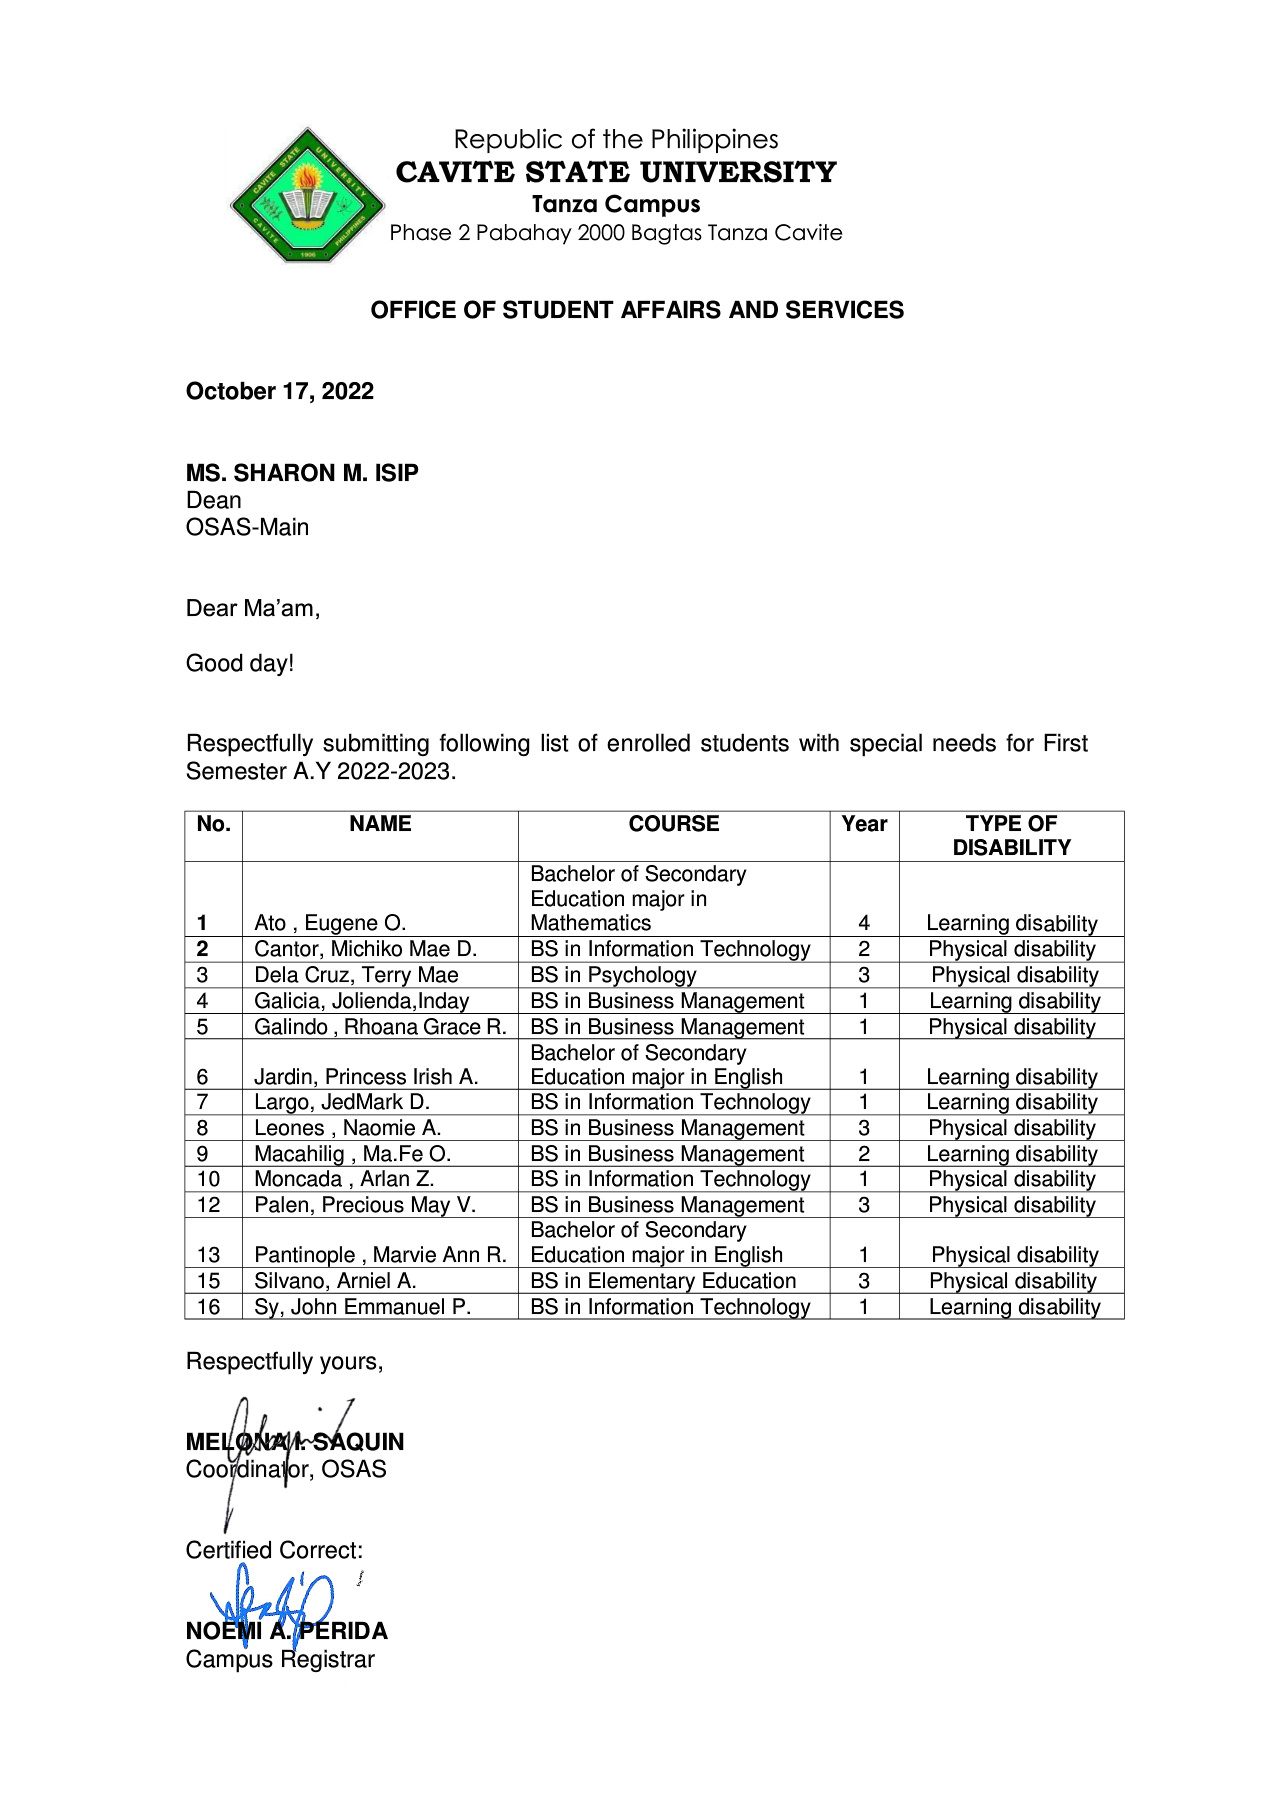 Republic of the Philippines
CAVITE STATE UNIVERSITY
Tanza Campus
Phase 2 Pabahay 2000 Bagtas Tanza Cavite
CAVITE STATE UNIVERSITY
CAVITE PHILIPPINES
1906
OFFICE OF STUDENT AFFAIRS AND SERVICES
October 17, 2022
MS. SHARON M. ISIP
Dean
OSAS-Main
Dear Ma’am,
Good day!
Respectfully submitting following list of enrolled students with special needs for First
Semester A.Y 2022-2023.
No. NAME COURSE Year TYPE OF
DISABILITY
Bachelor of Secondary
Education major in
1 Ato , Eugene O. Mathematics 4 Learning disability
2 Cantor, Michiko Mae D. BS in Information Technology 2 Physical disability
3 Dela Cruz, Terry Mae BS in Psychology 3 Physical disability
4 Galicia, Jolienda,Inday BS in Business Management 1 Learning disability
5 Galindo , Rhoana Grace R. BS in Business Management 1 Physical disability
Bachelor of Secondary
6 Jardin, Princess Irish A. Education major in English 1 Learning disability
7 Largo, JedMark D. BS in Information Technology 1 Learning disability
8 Leones , Naomie A. BS in Business Management 3 Physical disability
9 Macahilig , Ma.Fe O. BS in Business Management 2 Learning disability
10 Moncada , Arlan Z. BS in Information Technology 1 Physical disability
12 Palen, Precious May V. BS in Business Management 3 Physical disability
Bachelor of Secondary
13 Pantinople , Marvie Ann R. Education major in English 1 Physical disability
15 Silvano, Arniel A. BS in Elementary Education 3 Physical disability
16 Sy, John Emmanuel P. BS in Information Technology 1 Learning disability
Respectfully yours,
MELONA I. SAQUIN
Coordinator, OSAS
Certified Correct:
NOEMI A. PERIDA
Campus Registrar